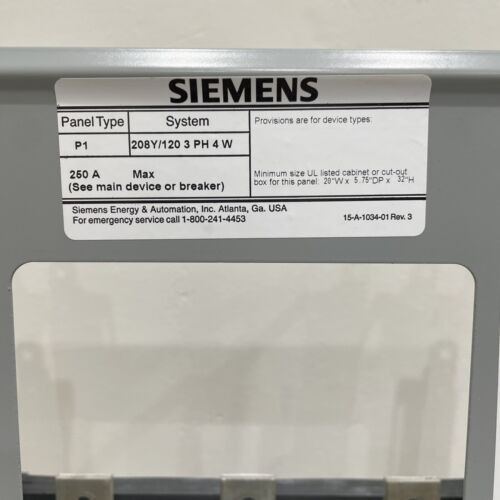 SIEMENS
Panel Type System
P1 208Y/120 3 PH 4 W
250 A Max
(See main device or breaker)
Provisions are for device types:
Minimum size UL listed cabinet or cut-out
box for this panel: 20"W x 5.75"DP x 32"H
Siemens Energy & Automation, Inc. Atlanta, Ga. USA
For emergency service call 1-800-241-4453
15-A-1034-01 Rev. 3